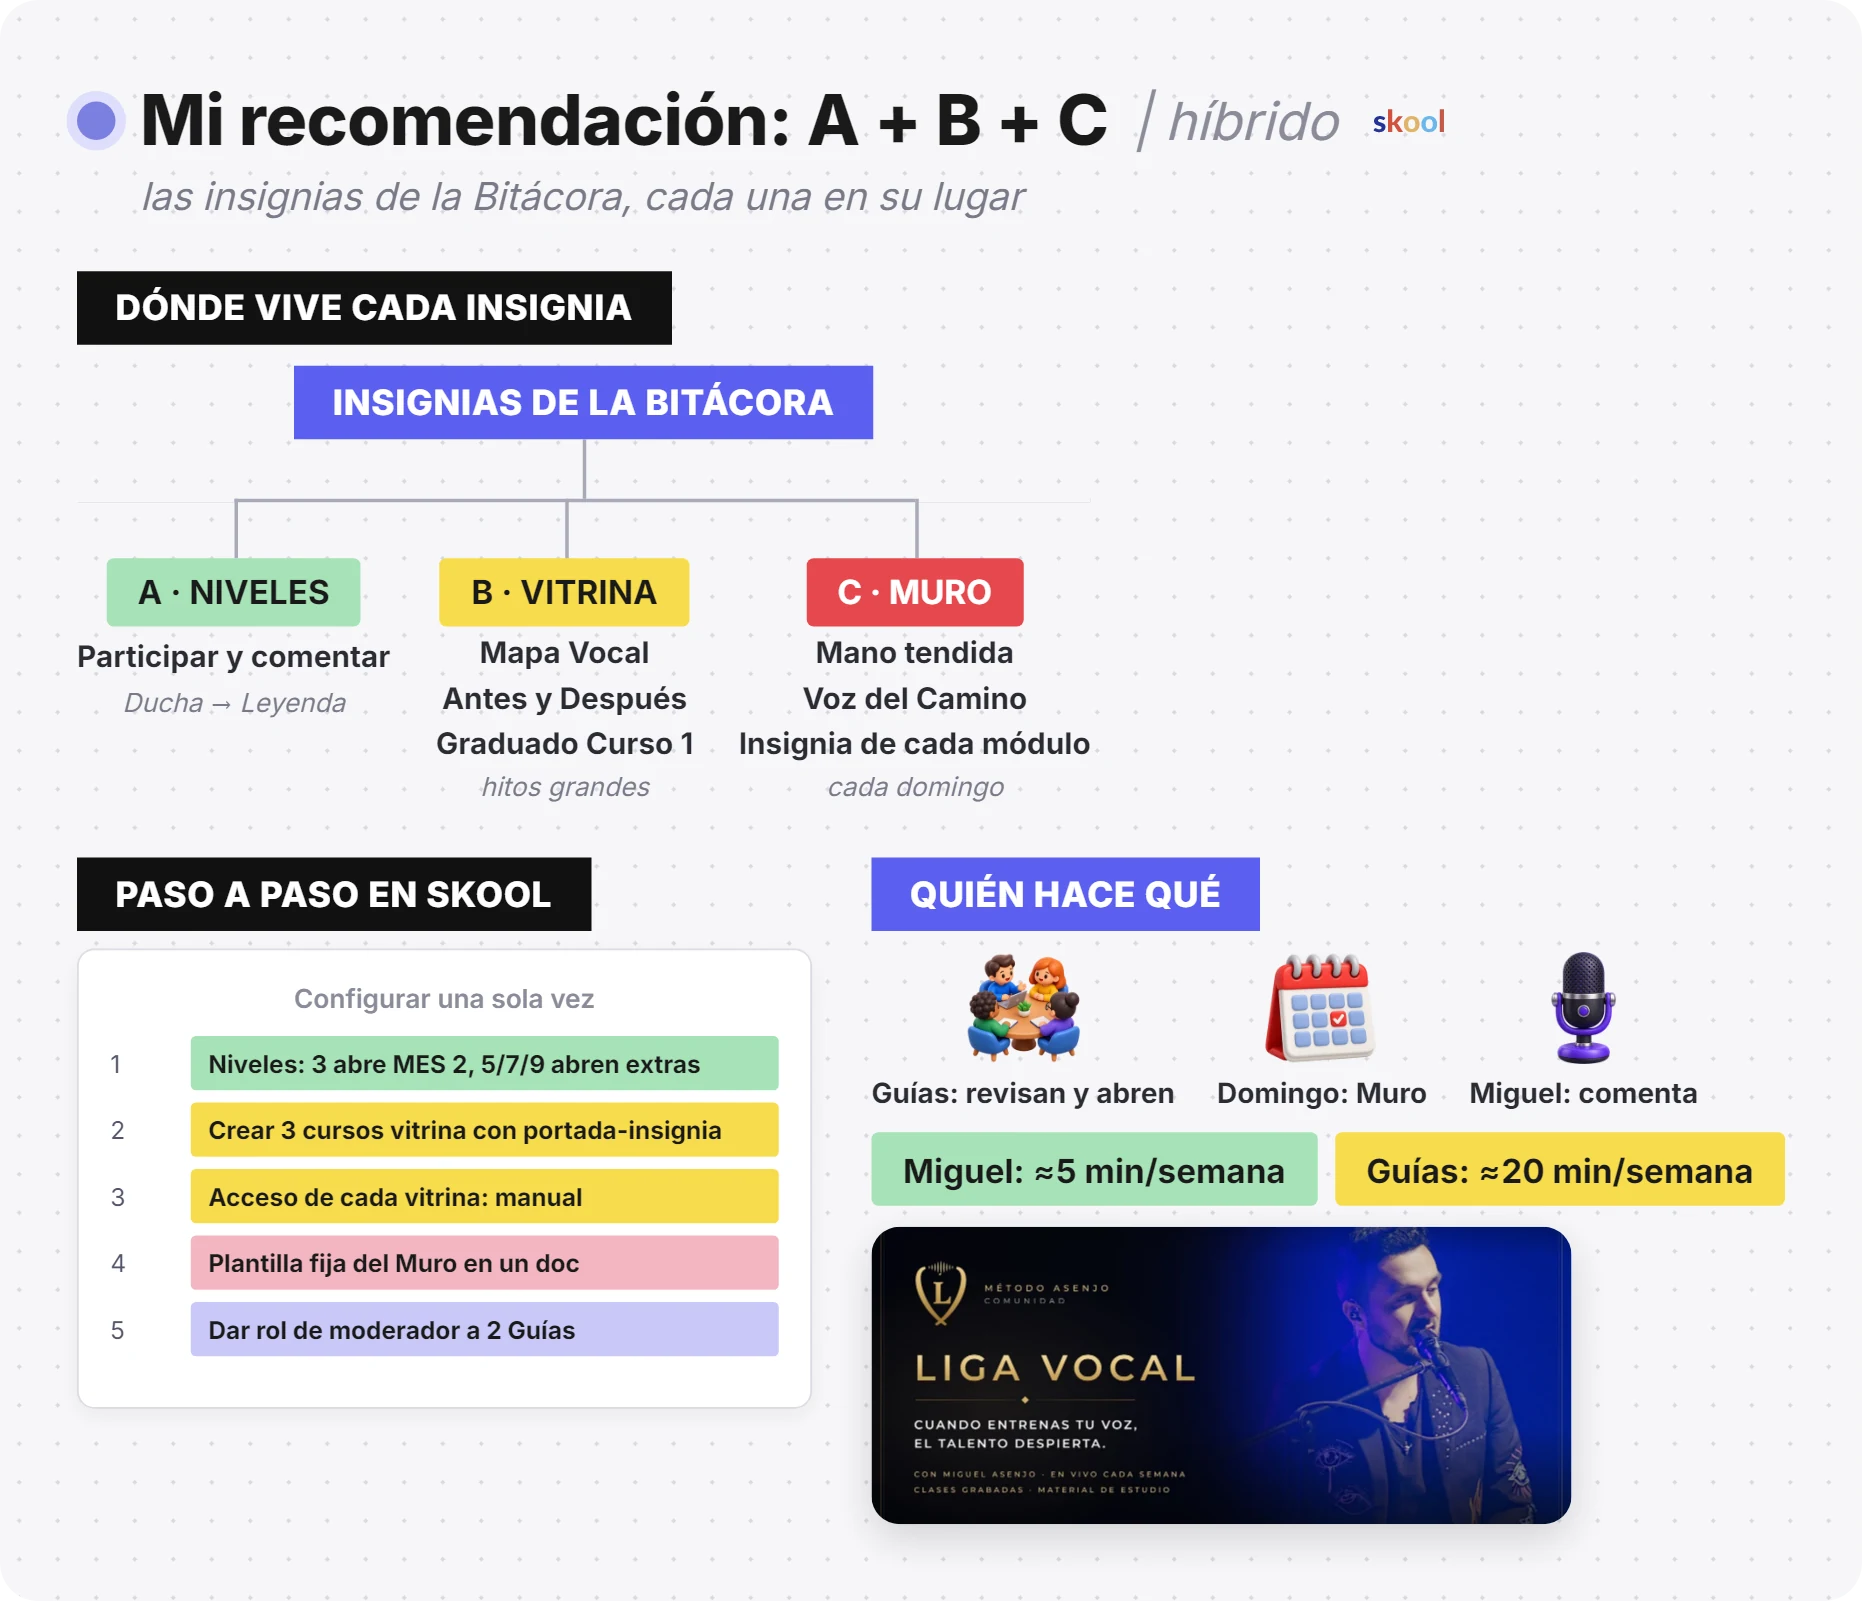 Mi recomendación: A + B + C | híbrido skool
las insignias de la Bitácora, cada una en su lugar
DÓNDE VIVE CADA INSIGNIA
INSIGNIAS DE LA BITÁCORA
A · NIVELES
Participar y comentar
Ducha → Leyenda
B · VITRINA
Mapa Vocal
Antes y Después
Graduado Curso 1
hitos grandes
C · MURO
Mano tendida
Voz del Camino
Insignia de cada módulo
cada domingo
PASO A PASO EN SKOOL
Configurar una sola vez
1 Niveles: 3 abre MES 2, 5/7/9 abren extras
2 Crear 3 cursos vitrina con portada-insignia
3 Acceso de cada vitrina: manual
4 Plantilla fija del Muro en un doc
5 Dar rol de moderador a 2 Guías
QUIÉN HACE QUÉ
Guías: revisan y abren
Domingo: Muro
Miguel: comenta
Miguel: ≈5 min/semana
Guías: ≈20 min/semana
L
MÉTODO ASENJO
COMUNIDAD
LIGA VOCAL
CUANDO ENTRENAS TU VOZ,
EL TALENTO DESPIERTA.
CON MIGUEL ASENJO · EN VIVO CADA SEMANA
CLASES GRABADAS · MATERIAL DE ESTUDIO